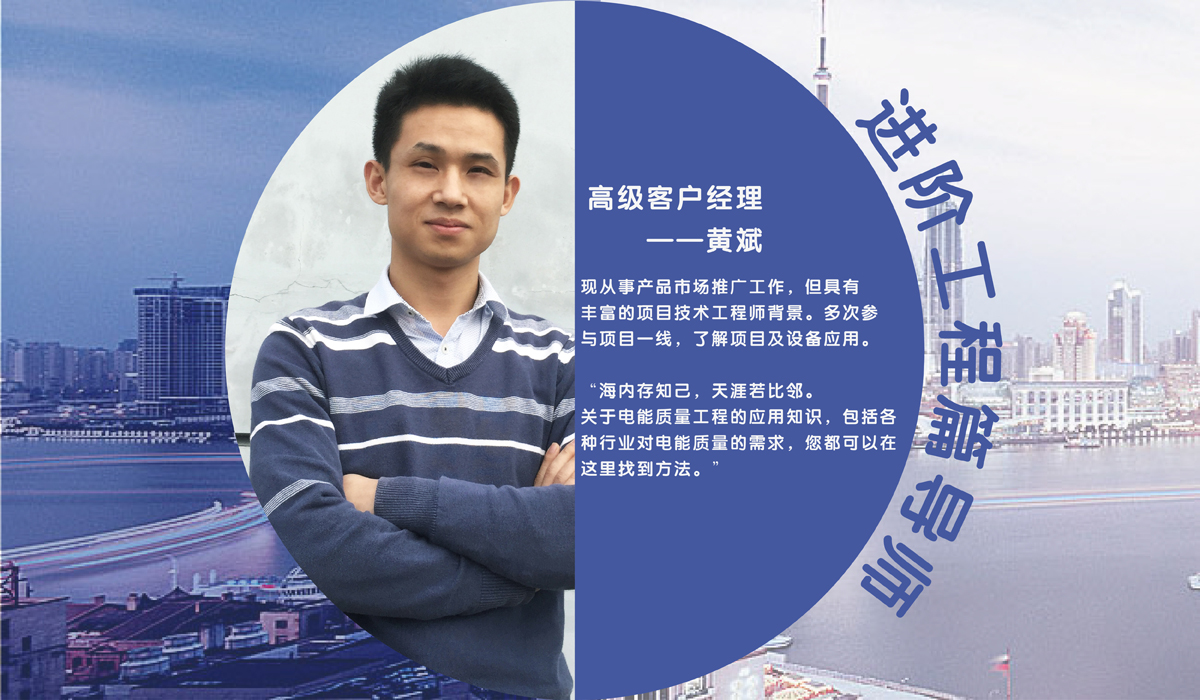 高级客户经理
——黄斌
现从事产品市场推广工作，但具有
丰富的项目技术工程师背景。多次参
与项目一线，了解项目及设备应用。
“海内存知己，天涯若比邻。
关于电能质量工程的应用知识，包括各
种行业对电能质量的需求，您都可以在
这里找到方法。”
进阶工程篇导师